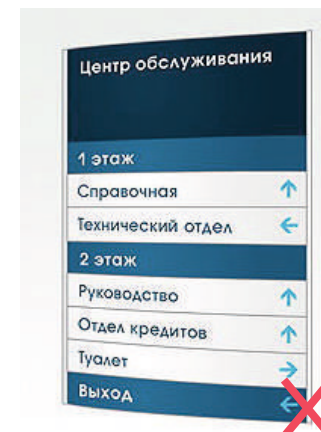 Центр обслуживания
1 этаж
Справочная ↑
Технический отдел ←
2 этаж
Руководство ↑
Отдел кредитов ↑
Туалет →
Выход ←